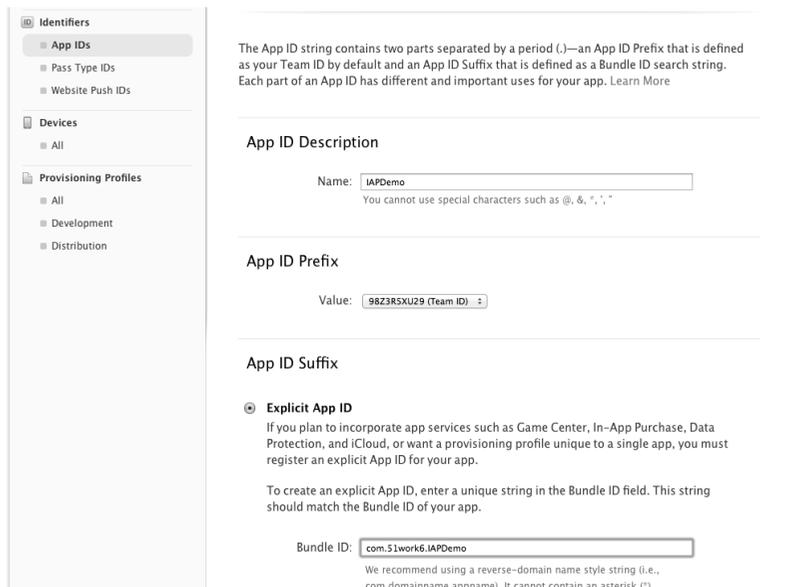 Identifiers
App IDs
Pass Type IDs
Website Push IDs
Devices
All
Provisioning Profiles
All
Development
Distribution
The App ID string contains two parts separated by a period (.)—an App ID Prefix that is defined
as your Team ID by default and an App ID Suffix that is defined as a Bundle ID search string.
Each part of an App ID has different and important uses for your app. Learn More
App ID Description
Name: IAPDemo
You cannot use special characters such as @, &, *, ', "
App ID Prefix
Value: 98Z3R5XU29 (Team ID)
App ID Suffix
Explicit App ID
If you plan to incorporate app services such as Game Center, In-App Purchase, Data
Protection, and iCloud, or want a provisioning profile unique to a single app, you must
register an explicit App ID for your app.
To create an explicit App ID, enter a unique string in the Bundle ID field. This string
should match the Bundle ID of your app.
Bundle ID: com.51work6.IAPDemo
We recommend using a reverse-domain name style string (i.e.,
com.domainname.appname). It cannot contain an asterisk (*).